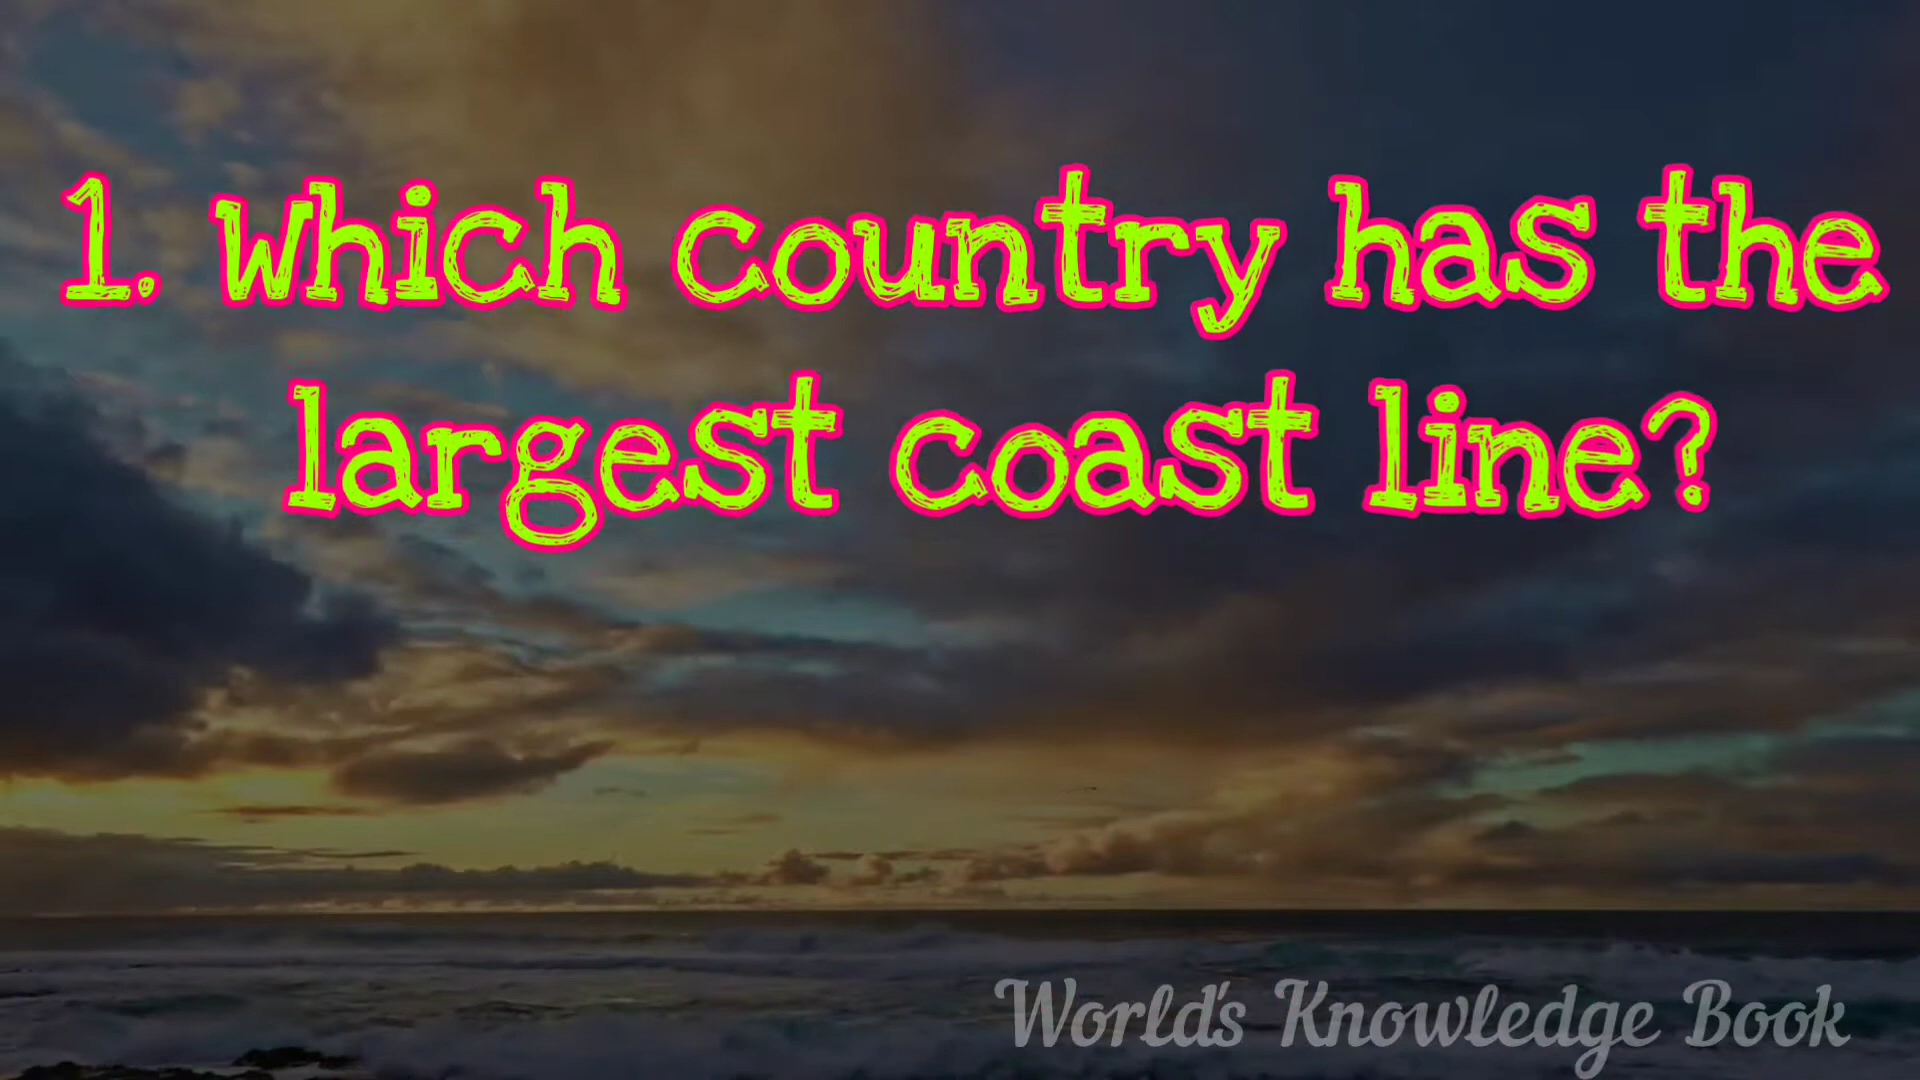 1. Which country has the
largest coast line?
World's Knowledge Book